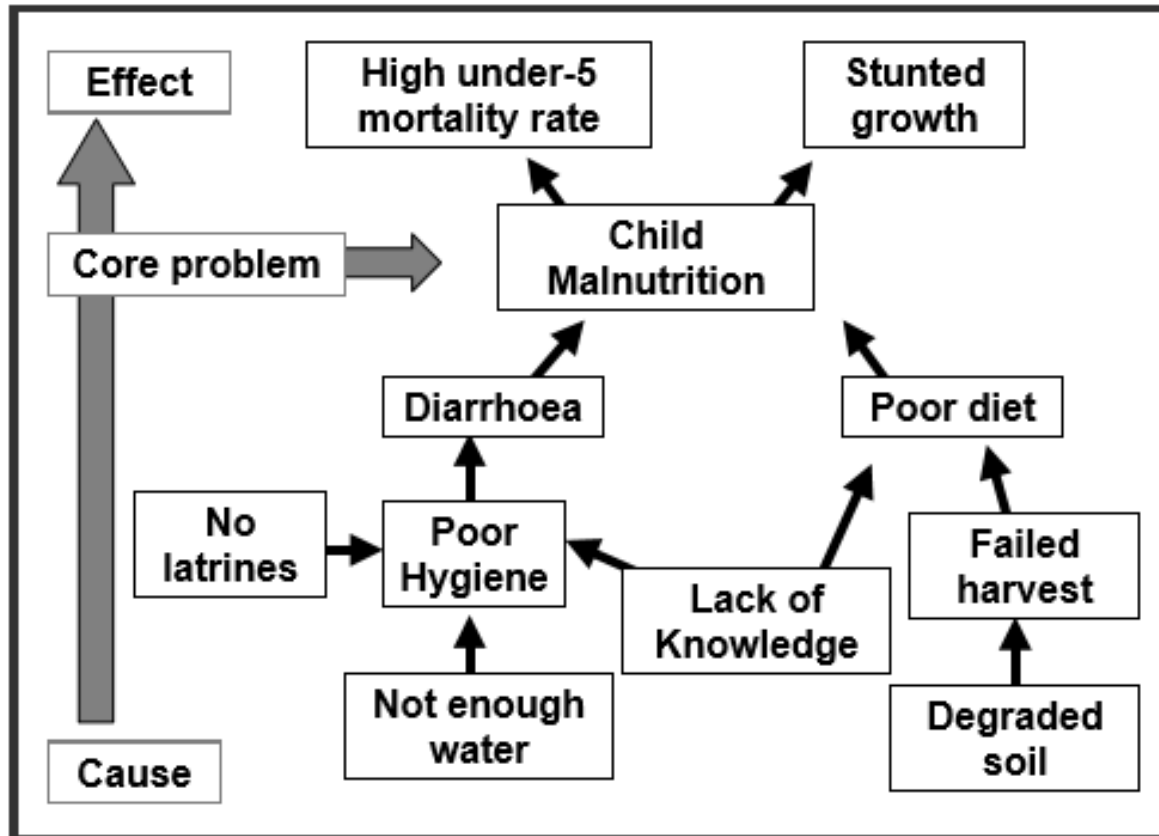 Effect
High under-5
mortality rate
Stunted
growth
Core problem
Child
Malnutrition
Diarrhoea
Poor diet
No
latrines
Poor
Hygiene
Lack of
Knowledge
Failed
harvest
Not enough
water
Degraded
soil
Cause